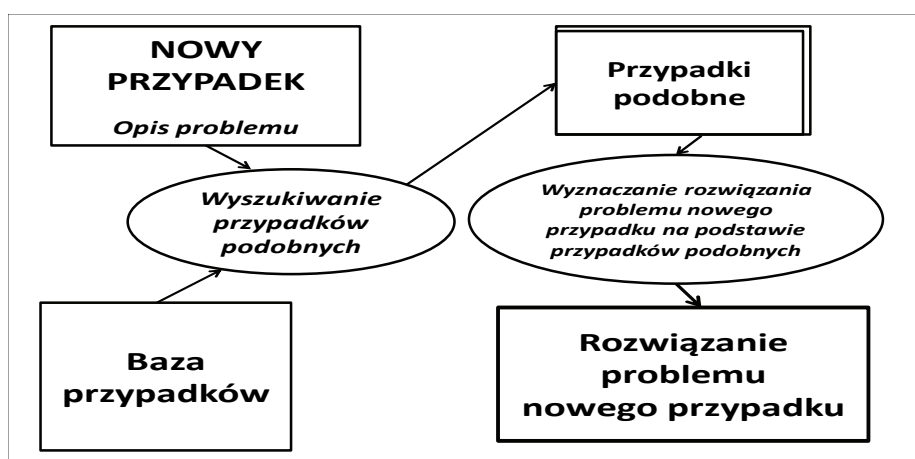 NOWY
PRZYPADEK
Opis problemu
Przypadki
podobne
Wyszukiwanie
przypadków
podobnych
Wyznaczanie rozwiązania
problemu nowego
przypadku na podstawie
przypadków podobnych
Baza
przypadków
Rozwiązanie
problemu
nowego przypadku